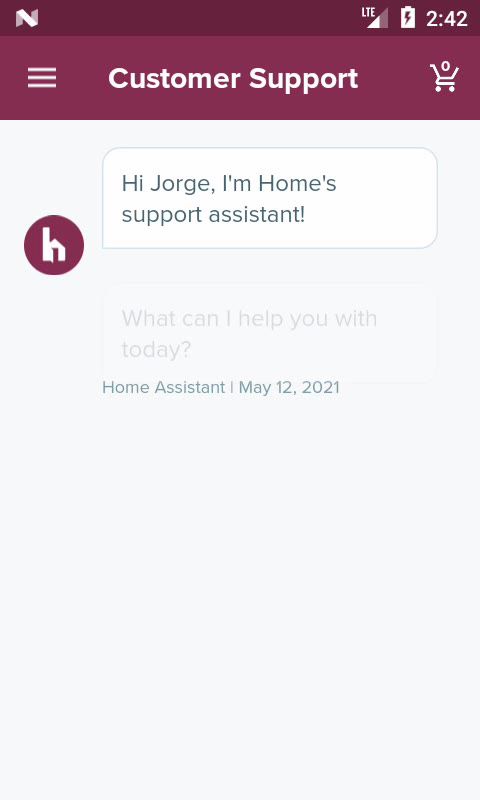 LTE
2:42
Customer Support
0
Hi Jorge, I'm Home's
support assistant!
h
What can I help you with
today?
Home Assistant | May 12, 2021